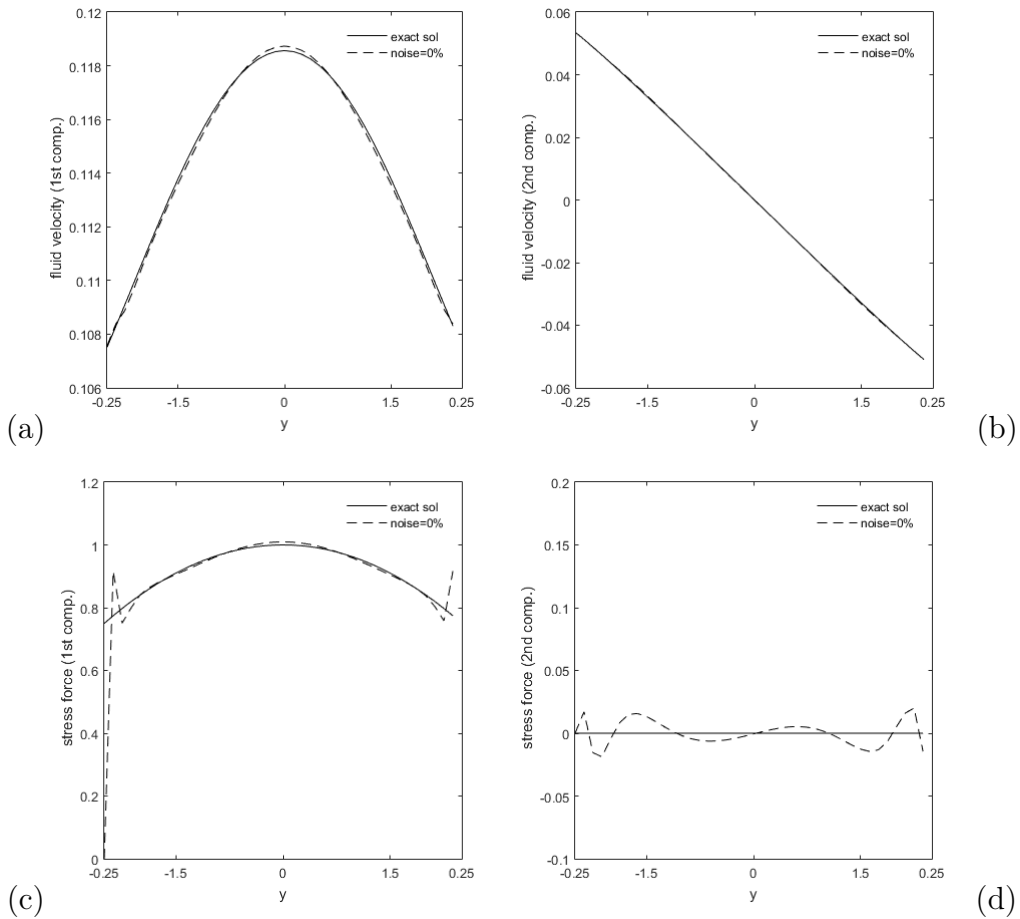 0.12
0.118
0.116
0.114
0.112
0.11
0.108
0.106
fluid velocity (1st comp.)
exact sol
noise=0%
-0.25 -1.5 0 1.5 0.25
y
(a)
0.06
0.04
0.02
0
-0.02
-0.04
-0.06
fluid velocity (2nd comp.)
exact sol
noise=0%
-0.25 -1.5 0 1.5 0.25
y
(b)
1.2
1
0.8
0.6
0.4
0.2
0
stress force (1st comp.)
exact sol
noise=0%
-0.25 -1.5 0 1.5 0.25
y
(c)
0.2
0.15
0.1
0.05
0
-0.05
-0.1
stress force (2nd comp.)
exact sol
noise=0%
-0.25 -1.5 0 1.5 0.25
y
(d)